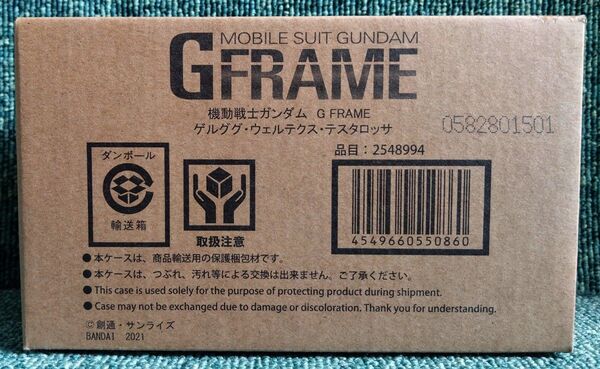 MOBILE SUIT GUNDAM
GFRAME
機動戦士ガンダム G FRAME
ゲルググ・ウェルテクス・テスタロッサ
0582801501
品目：2548994
ダンボール
輸送箱
取扱注意
4549660550860
●本ケースは、商品輸送用の保護梱包材です。
●本ケースは、つぶれ、汚れ等による交換は出来ません。ご了承ください。
●This case is used solely for the purpose of protecting product during shipment.
●Case may not be exchanged due to damage or discoloration. Thank you for understanding.
©創通・サンライズ
BANDAI 2021